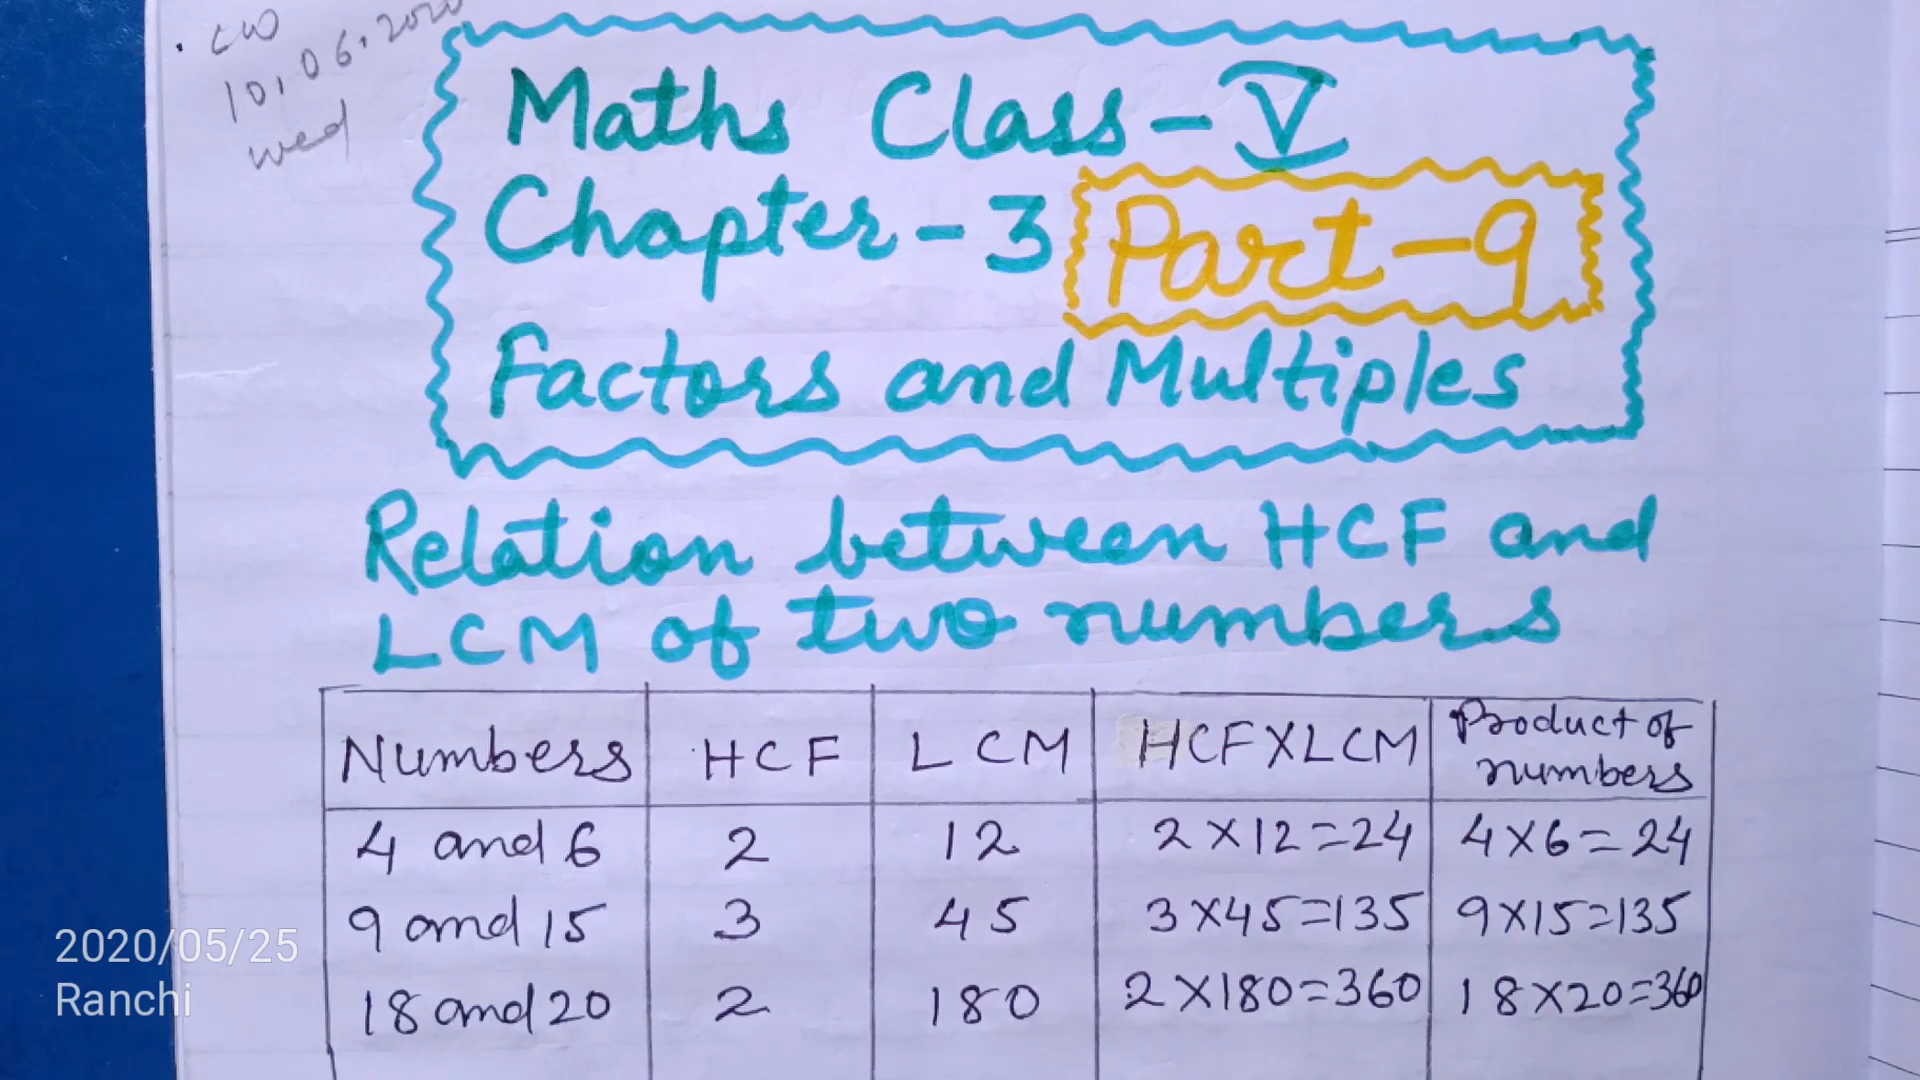 . CW
10.06.2020
wed
Maths Class-V
Chapter-3 Part-9
Factors and Multiples
Relation between HCF and
LCM of two numbers
Numbers HCF LCM HCFXLCM Product of numbers
4 and 6 2 12 2×12=24 4×6=24
9 and 15 3 45 3×45=135 9×15=135
18 and 20 2 180 2×180=360 18×20=360
2020/05/25
Ranchi